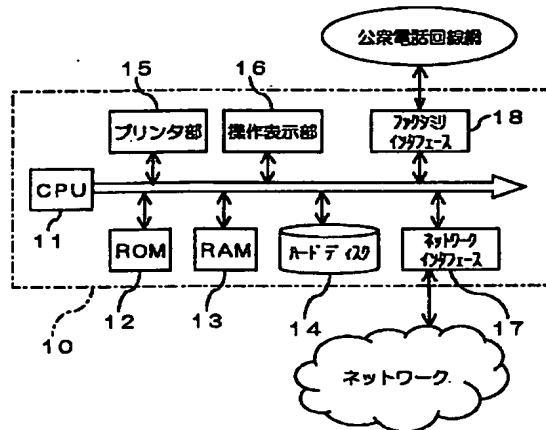 公衆電話回線網
15
16
プリンタ部
操作表示部
ファクシミリ
インタフェース
18
CPU
11
ROM
RAM
ハードディスク
ネットワーク
インタフェース
12
13
14
17
10
ネットワーク